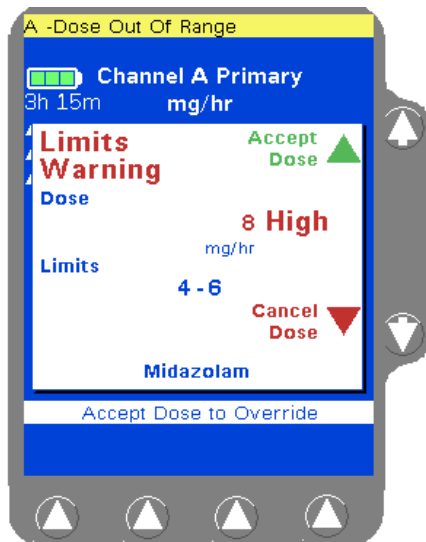 A -Dose Out Of Range
Channel A Primary
3h 15m mg/hr
Limits Warning
Accept Dose
Dose
8 High
mg/hr
Limits
4 - 6
Cancel Dose
Midazolam
Accept Dose to Override